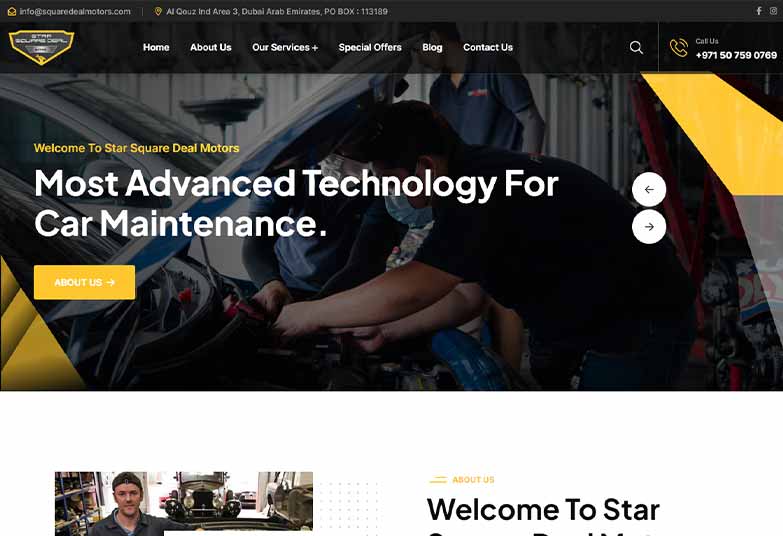 info@squaredealmotors.com
Al Qouz Ind Area 3, Dubai Arab Emirates, PO BOX : 113189
STAR
SQUARE DEAL
Home
About Us
Our Services +
Special Offers
Blog
Contact Us
Call Us
+971 50 759 0769
Welcome To Star Square Deal Motors
Most Advanced Technology For
Car Maintenance.
ABOUT US →
ABOUT US
Welcome To Star